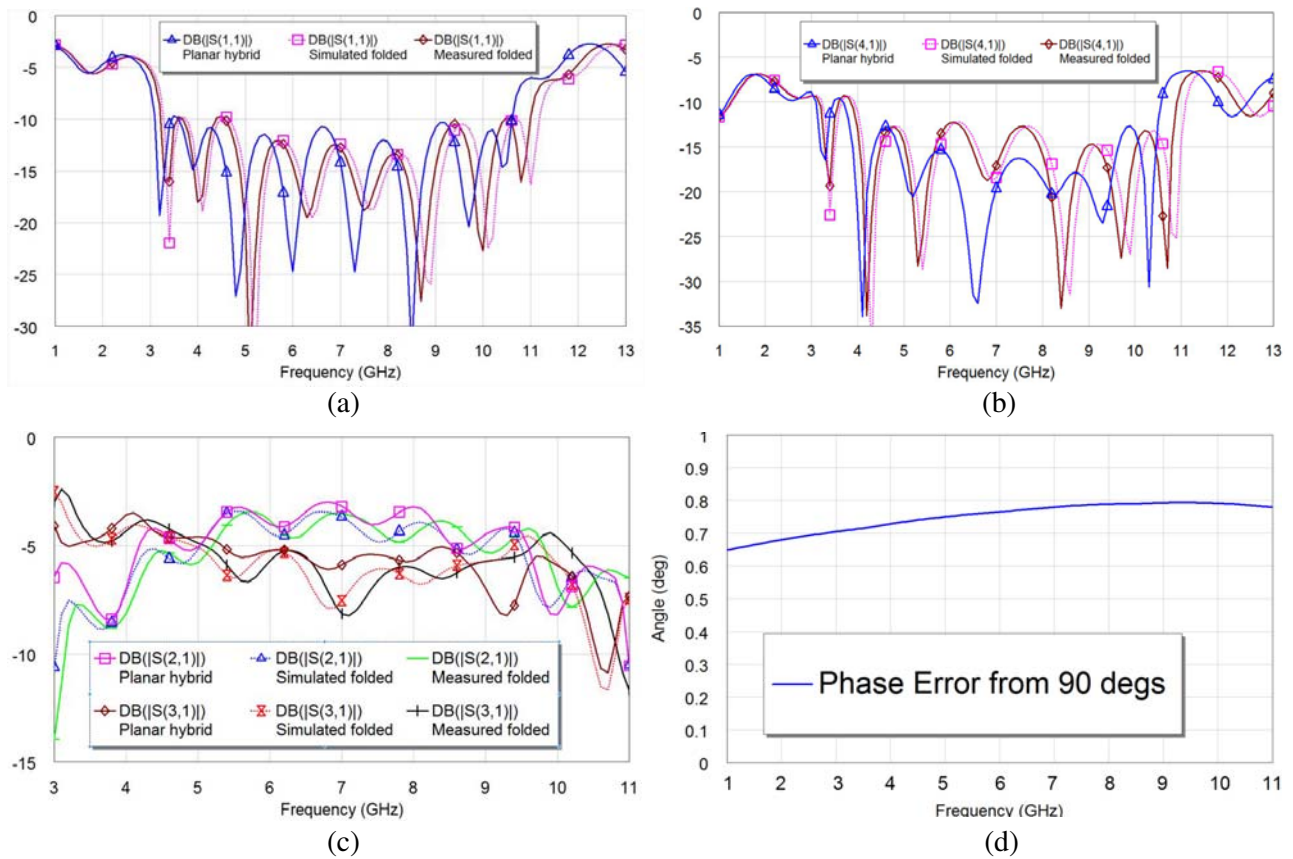 DB(|S(1,1)|) DB(|S(1,1)|) DB(|S(1,1)|)
Planar hybrid Simulated folded Measured folded
0
-5
-10
-15
-20
-25
-30
1 2 3 4 5 6 7 8 9 10 11 12 13
Frequency (GHz)
(a)
DB(|S(4,1)|) DB(|S(4,1)|) DB(|S(4,1)|)
Planar hybrid Simulated folded Measured folded
0
-5
-10
-15
-20
-25
-30
-35
1 2 3 4 5 6 7 8 9 10 11 12 13
Frequency (GHz)
(b)
0
-5
-10
-15
DB(|S(2,1)|) DB(|S(2,1)|) DB(|S(2,1)|)
Planar hybrid Simulated folded Measured folded
DB(|S(3,1)|) DB(|S(3,1)|) DB(|S(3,1)|)
Planar hybrid Simulated folded Measured folded
3 4 5 6 7 8 9 10 11
Frequency (GHz)
(c)
1
0.9
0.8
0.7
0.6
0.5
0.4
0.3
0.2
0.1
0
Angle (deg)
Phase Error from 90 degs
1 2 3 4 5 6 7 8 9 10 11
Frequency (GHz)
(d)